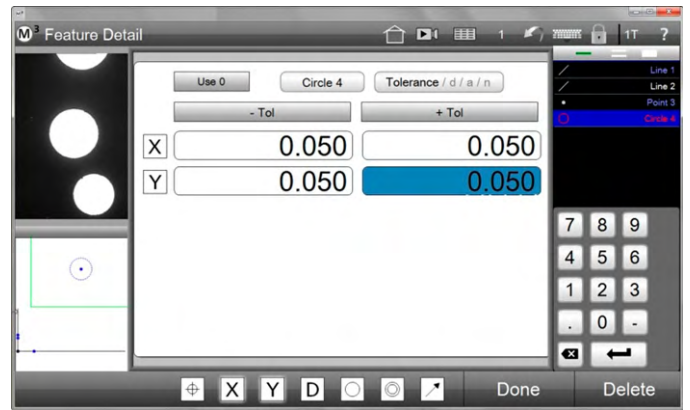 M3 Feature Detail
1
1T
?
Use 0
Circle 4
Tolerance / d / a / n
- Tol
+ Tol
X
0.050
0.050
Y
0.050
0.050
Line 1
Line 2
Point 3
Circle 4
7 8 9
4 5 6
1 2 3
. 0 -
X Y D
Done
Delete